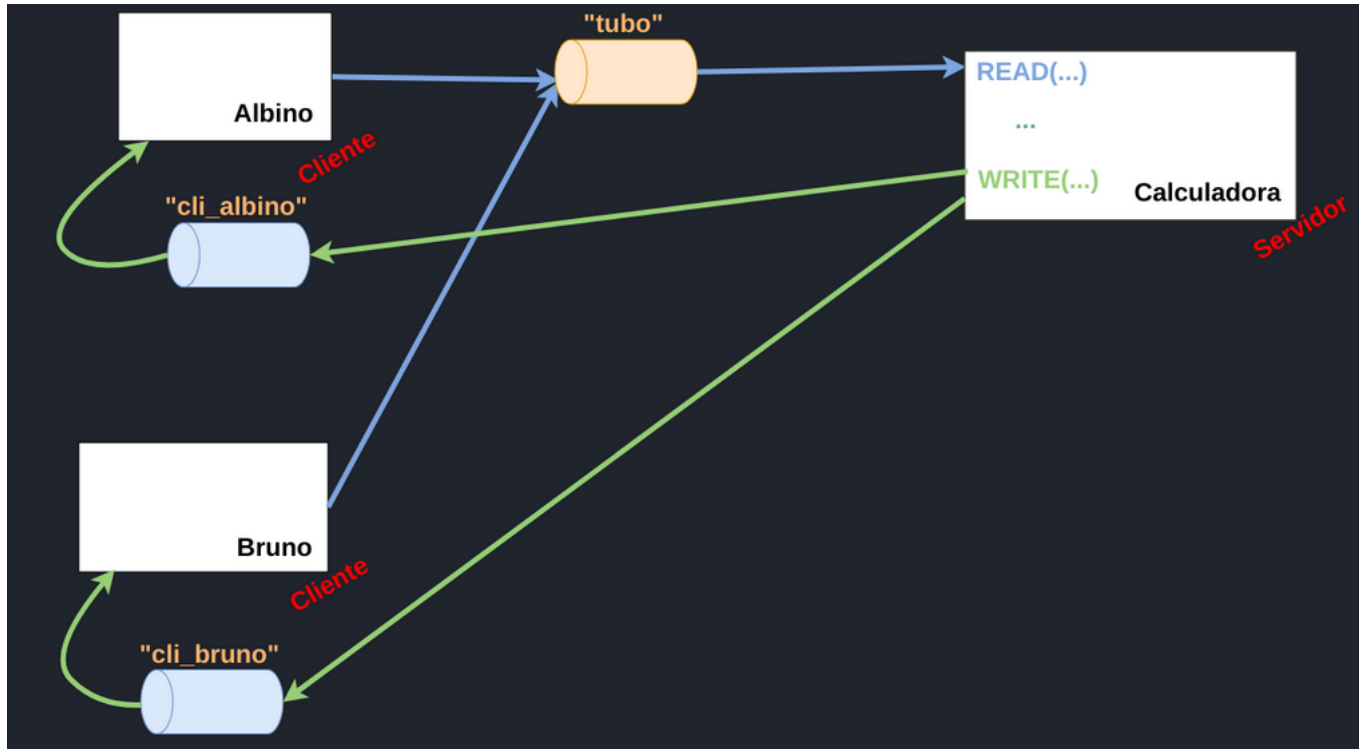 "tubo"
READ(...)
...
WRITE(...)
Calculadora
Servidor
Albino
Cliente
"cli_albino"
Bruno
Cliente
"cli_bruno"